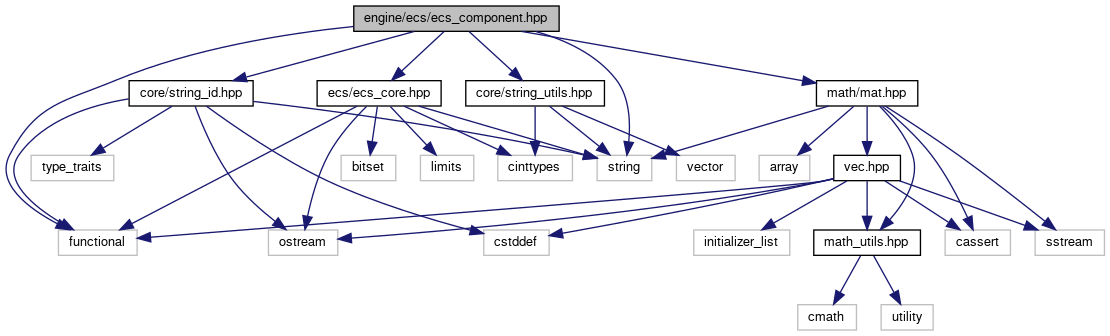 engine/ecs/ecs_component.hpp
core/string_id.hpp
ecs/ecs_core.hpp
core/string_utils.hpp
math/mat.hpp
type_traits
bitset
limits
cinttypes
string
vector
array
vec.hpp
functional
ostream
cstddef
initializer_list
math_utils.hpp
cassert
sstream
cmath
utility